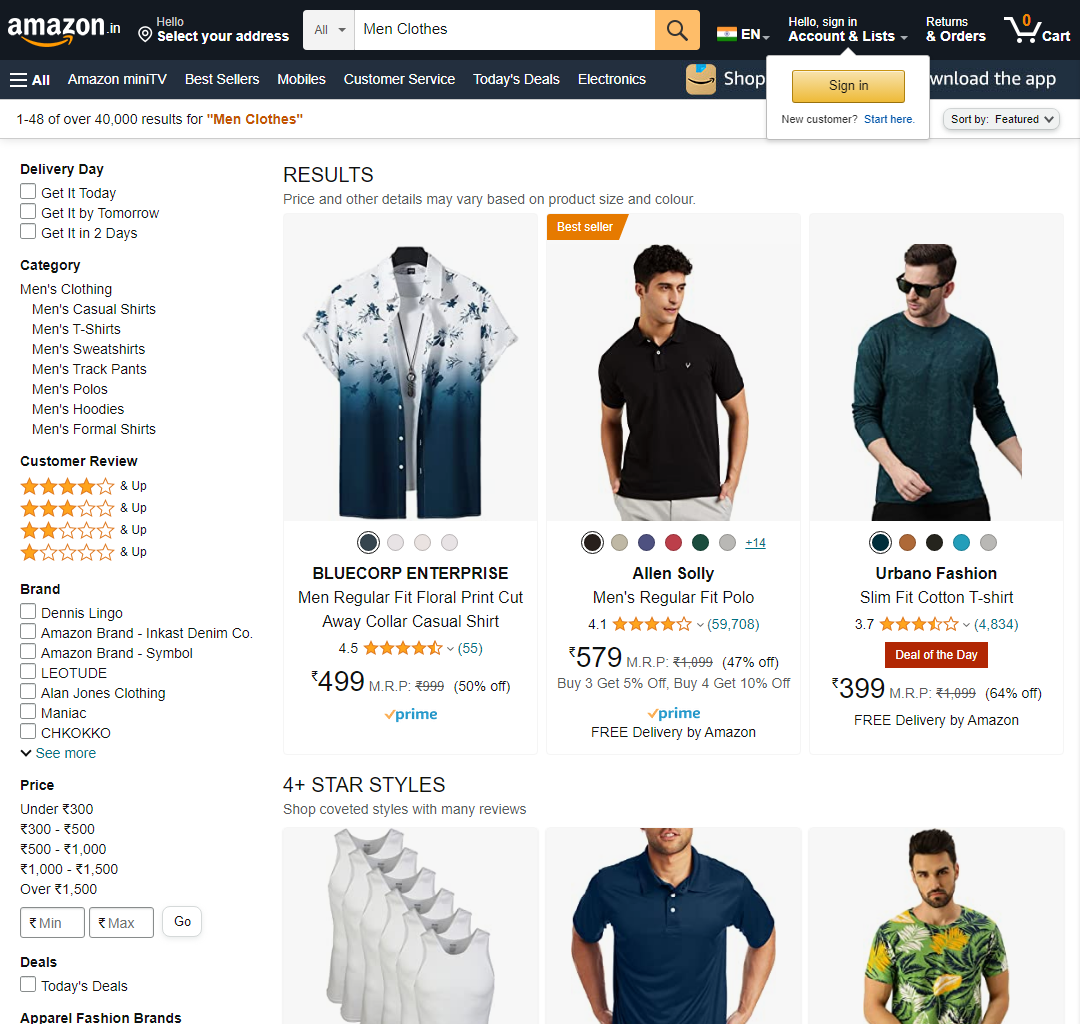 amazon.in
Hello
Select your address
All
Men Clothes
EN
Hello, sign in
Account & Lists
Returns
& Orders
0
Cart
All
Amazon miniTV
Best Sellers
Mobiles
Customer Service
Today's Deals
Electronics
Shop
wnload the app
Sign in
New customer? Start here.
1-48 of over 40,000 results for "Men Clothes"
Sort by: Featured
Delivery Day
Get It Today
Get It by Tomorrow
Get It in 2 Days
Category
Men's Clothing
Men's Casual Shirts
Men's T-Shirts
Men's Sweatshirts
Men's Track Pants
Men's Polos
Men's Hoodies
Men's Formal Shirts
Customer Review
& Up
& Up
& Up
& Up
Brand
Dennis Lingo
Amazon Brand - Inkast Denim Co.
Amazon Brand - Symbol
LEOTUDE
Alan Jones Clothing
Maniac
CHKOKKO
See more
Price
Under ₹300
₹300 - ₹500
₹500 - ₹1,000
₹1,000 - ₹1,500
Over ₹1,500
₹ Min
₹ Max
Go
Deals
Today's Deals
Apparel Fashion Brands
RESULTS
Price and other details may vary based on product size and colour.
BLUECORP ENTERPRISE
Men Regular Fit Floral Print Cut
Away Collar Casual Shirt
4.5 (55)
₹499 M.R.P: ₹999 (50% off)
prime
Best seller
+14
Allen Solly
Men's Regular Fit Polo
4.1 (59,708)
₹579 M.R.P: ₹1,099 (47% off)
Buy 3 Get 5% Off, Buy 4 Get 10% Off
prime
FREE Delivery by Amazon
Urbano Fashion
Slim Fit Cotton T-shirt
3.7 (4,834)
Deal of the Day
₹399 M.R.P: ₹1,099 (64% off)
FREE Delivery by Amazon
4+ STAR STYLES
Shop coveted styles with many reviews